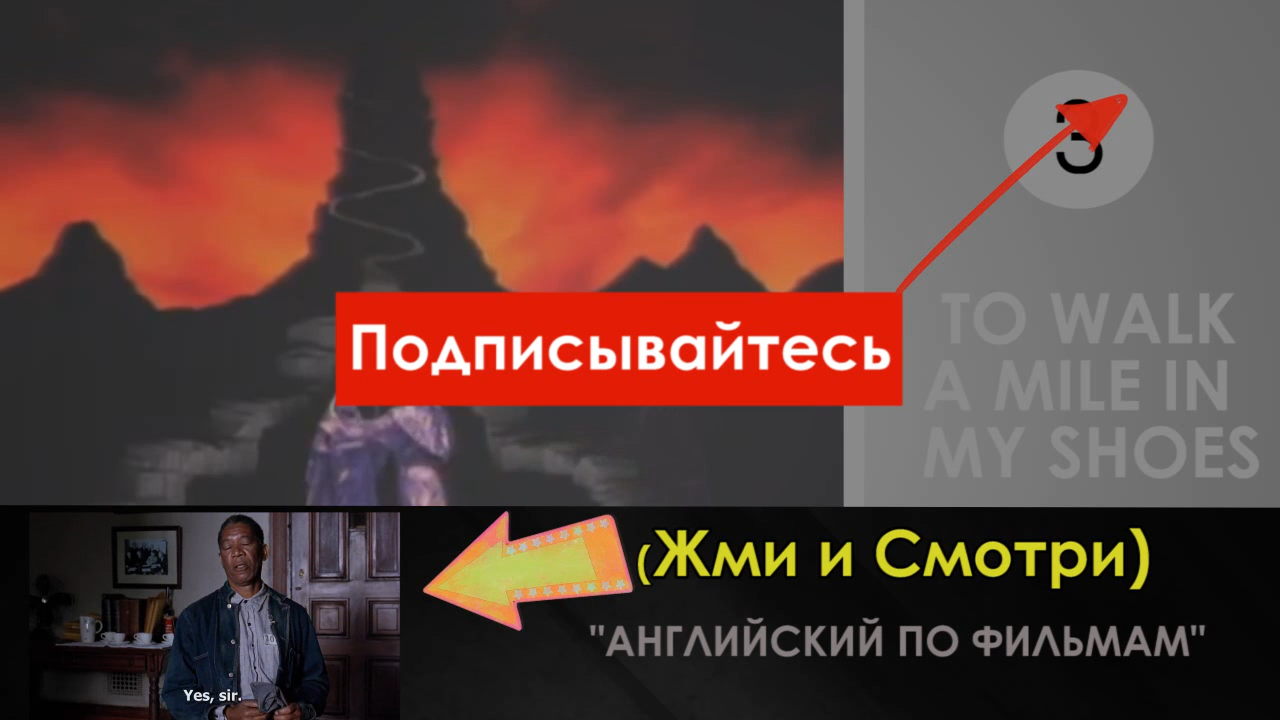 3
TO WALK
A MILE IN
MY SHOES
Подписывайтесь
(Жми и Смотри)
"АНГЛИЙСКИЙ ПО ФИЛЬМАМ"
Yes, sir.